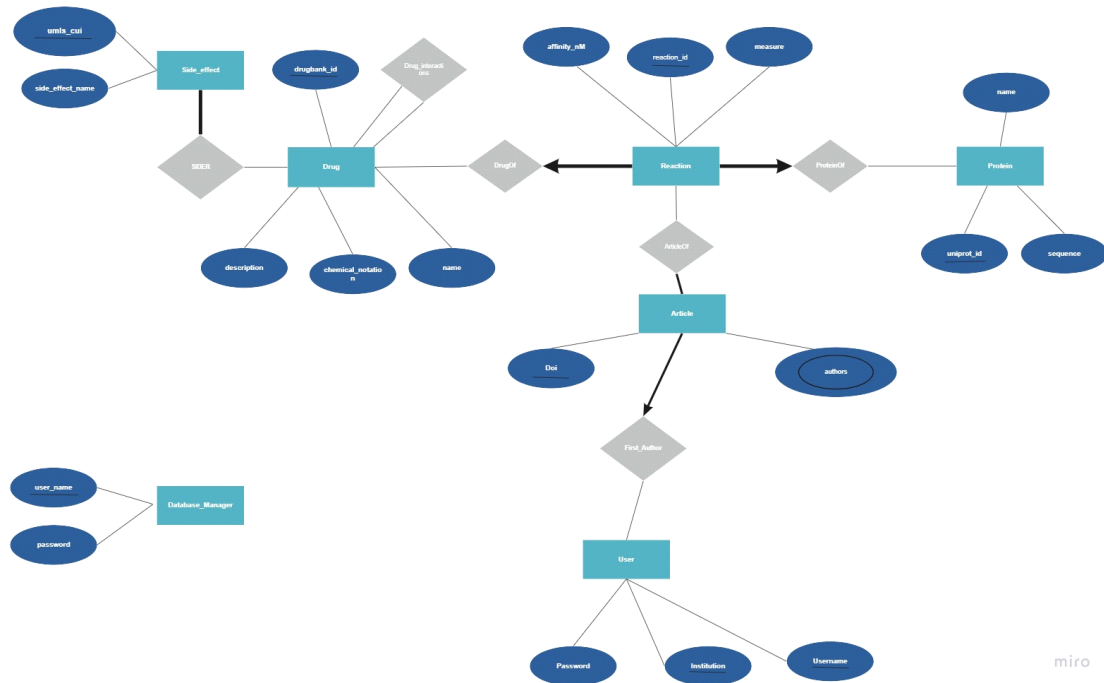 umls_cui
side_effect_name
Side_effect
drugbank_id
Drug_interacti
ons
affinity_nM
reaction_id
measure
name
SIDER
Drug
DrugOf
Reaction
ProteinOf
Protein
description
chemical_notatio
n
name
ArticleOf
uniprot_id
sequence
Article
Doi
authors
First_Author
user_name
Database_Manager
password
User
Password
Institution
Username
miro